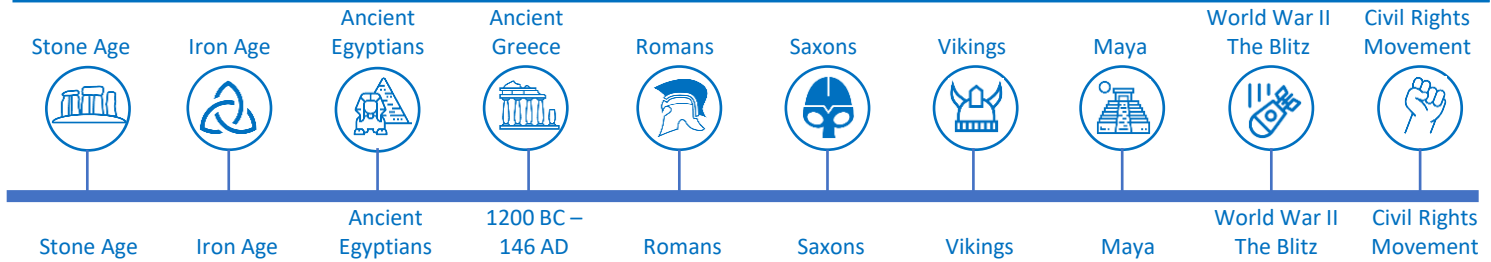 Stone Age
Iron Age
Ancient
Egyptians
Ancient
Greece
Romans
Saxons
Vikings
Maya
World War II
The Blitz
Civil Rights
Movement
Stone Age
Iron Age
Ancient
Egyptians
1200 BC –
146 AD
Romans
Saxons
Vikings
Maya
World War II
The Blitz
Civil Rights
Movement